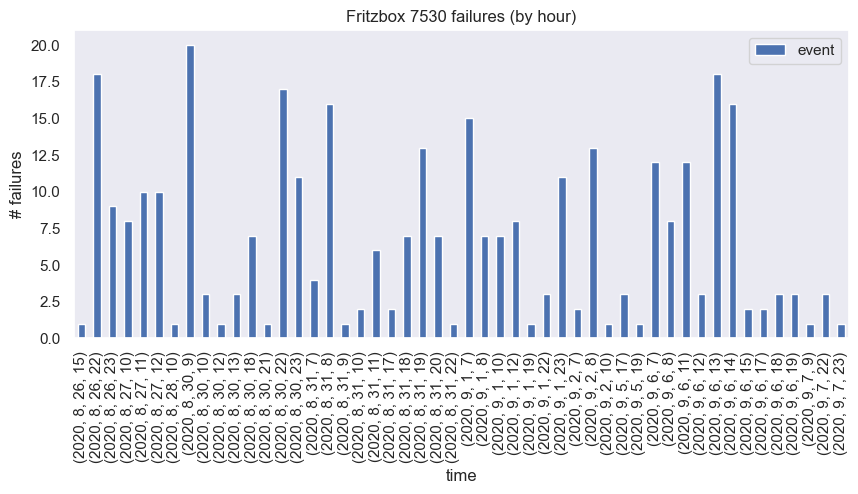 Fritzbox 7530 failures (by hour)
event
# failures
20.0
17.5
15.0
12.5
10.0
7.5
5.0
2.5
0.0
(2020, 8, 26, 15)
(2020, 8, 26, 22)
(2020, 8, 26, 23)
(2020, 8, 27, 10)
(2020, 8, 27, 11)
(2020, 8, 27, 12)
(2020, 8, 28, 10)
(2020, 8, 30, 9)
(2020, 8, 30, 10)
(2020, 8, 30, 12)
(2020, 8, 30, 13)
(2020, 8, 30, 18)
(2020, 8, 30, 21)
(2020, 8, 30, 22)
(2020, 8, 30, 23)
(2020, 8, 31, 7)
(2020, 8, 31, 8)
(2020, 8, 31, 9)
(2020, 8, 31, 10)
(2020, 8, 31, 11)
(2020, 8, 31, 17)
(2020, 8, 31, 18)
(2020, 8, 31, 19)
(2020, 8, 31, 20)
(2020, 8, 31, 22)
(2020, 9, 1, 7)
(2020, 9, 1, 8)
(2020, 9, 1, 10)
(2020, 9, 1, 12)
(2020, 9, 1, 19)
(2020, 9, 1, 22)
(2020, 9, 1, 23)
(2020, 9, 2, 7)
(2020, 9, 2, 8)
(2020, 9, 2, 10)
(2020, 9, 5, 17)
(2020, 9, 5, 19)
(2020, 9, 6, 7)
(2020, 9, 6, 8)
(2020, 9, 6, 11)
(2020, 9, 6, 12)
(2020, 9, 6, 13)
(2020, 9, 6, 14)
(2020, 9, 6, 15)
(2020, 9, 6, 17)
(2020, 9, 6, 18)
(2020, 9, 6, 19)
(2020, 9, 7, 9)
(2020, 9, 7, 22)
(2020, 9, 7, 23)
time